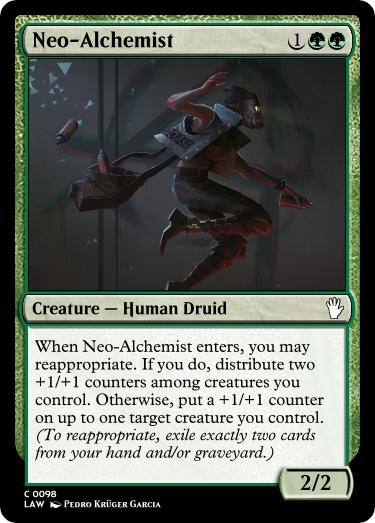 Neo-Alchemist 1
Creature — Human Druid
When Neo-Alchemist enters, you may
reappropriate. If you do, distribute two
+1/+1 counters among creatures you
control. Otherwise, put a +1/+1 counter
on up to one target creature you control.
(To reappropriate, exile exactly two cards
from your hand and/or graveyard.)
2/2
C 0098
LAW Pedro Krüger Garcia